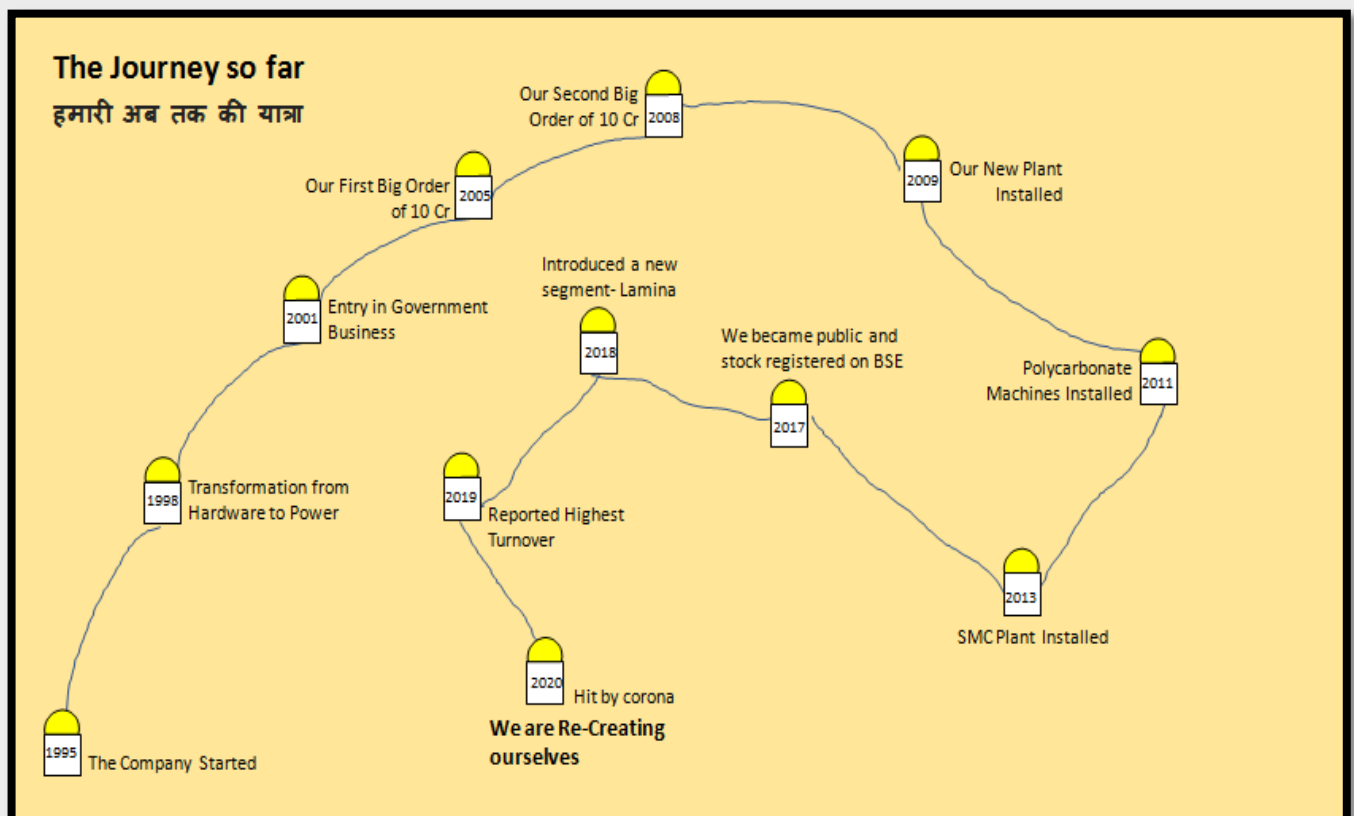 The Journey so far
हमारी अब तक की यात्रा
1995
The Company Started
1998
Transformation from
Hardware to Power
2001
Entry in Government
Business
2005
Our First Big Order
of 10 Cr
2008
Our Second Big
Order of 10 Cr
2009
Our New Plant
Installed
2011
Polycarbonate
Machines Installed
2013
SMC Plant Installed
2017
We became public and
stock registered on BSE
2018
Introduced a new
segment- Lamina
2019
Reported Highest
Turnover
2020
Hit by corona
We are Re-Creating
ourselves